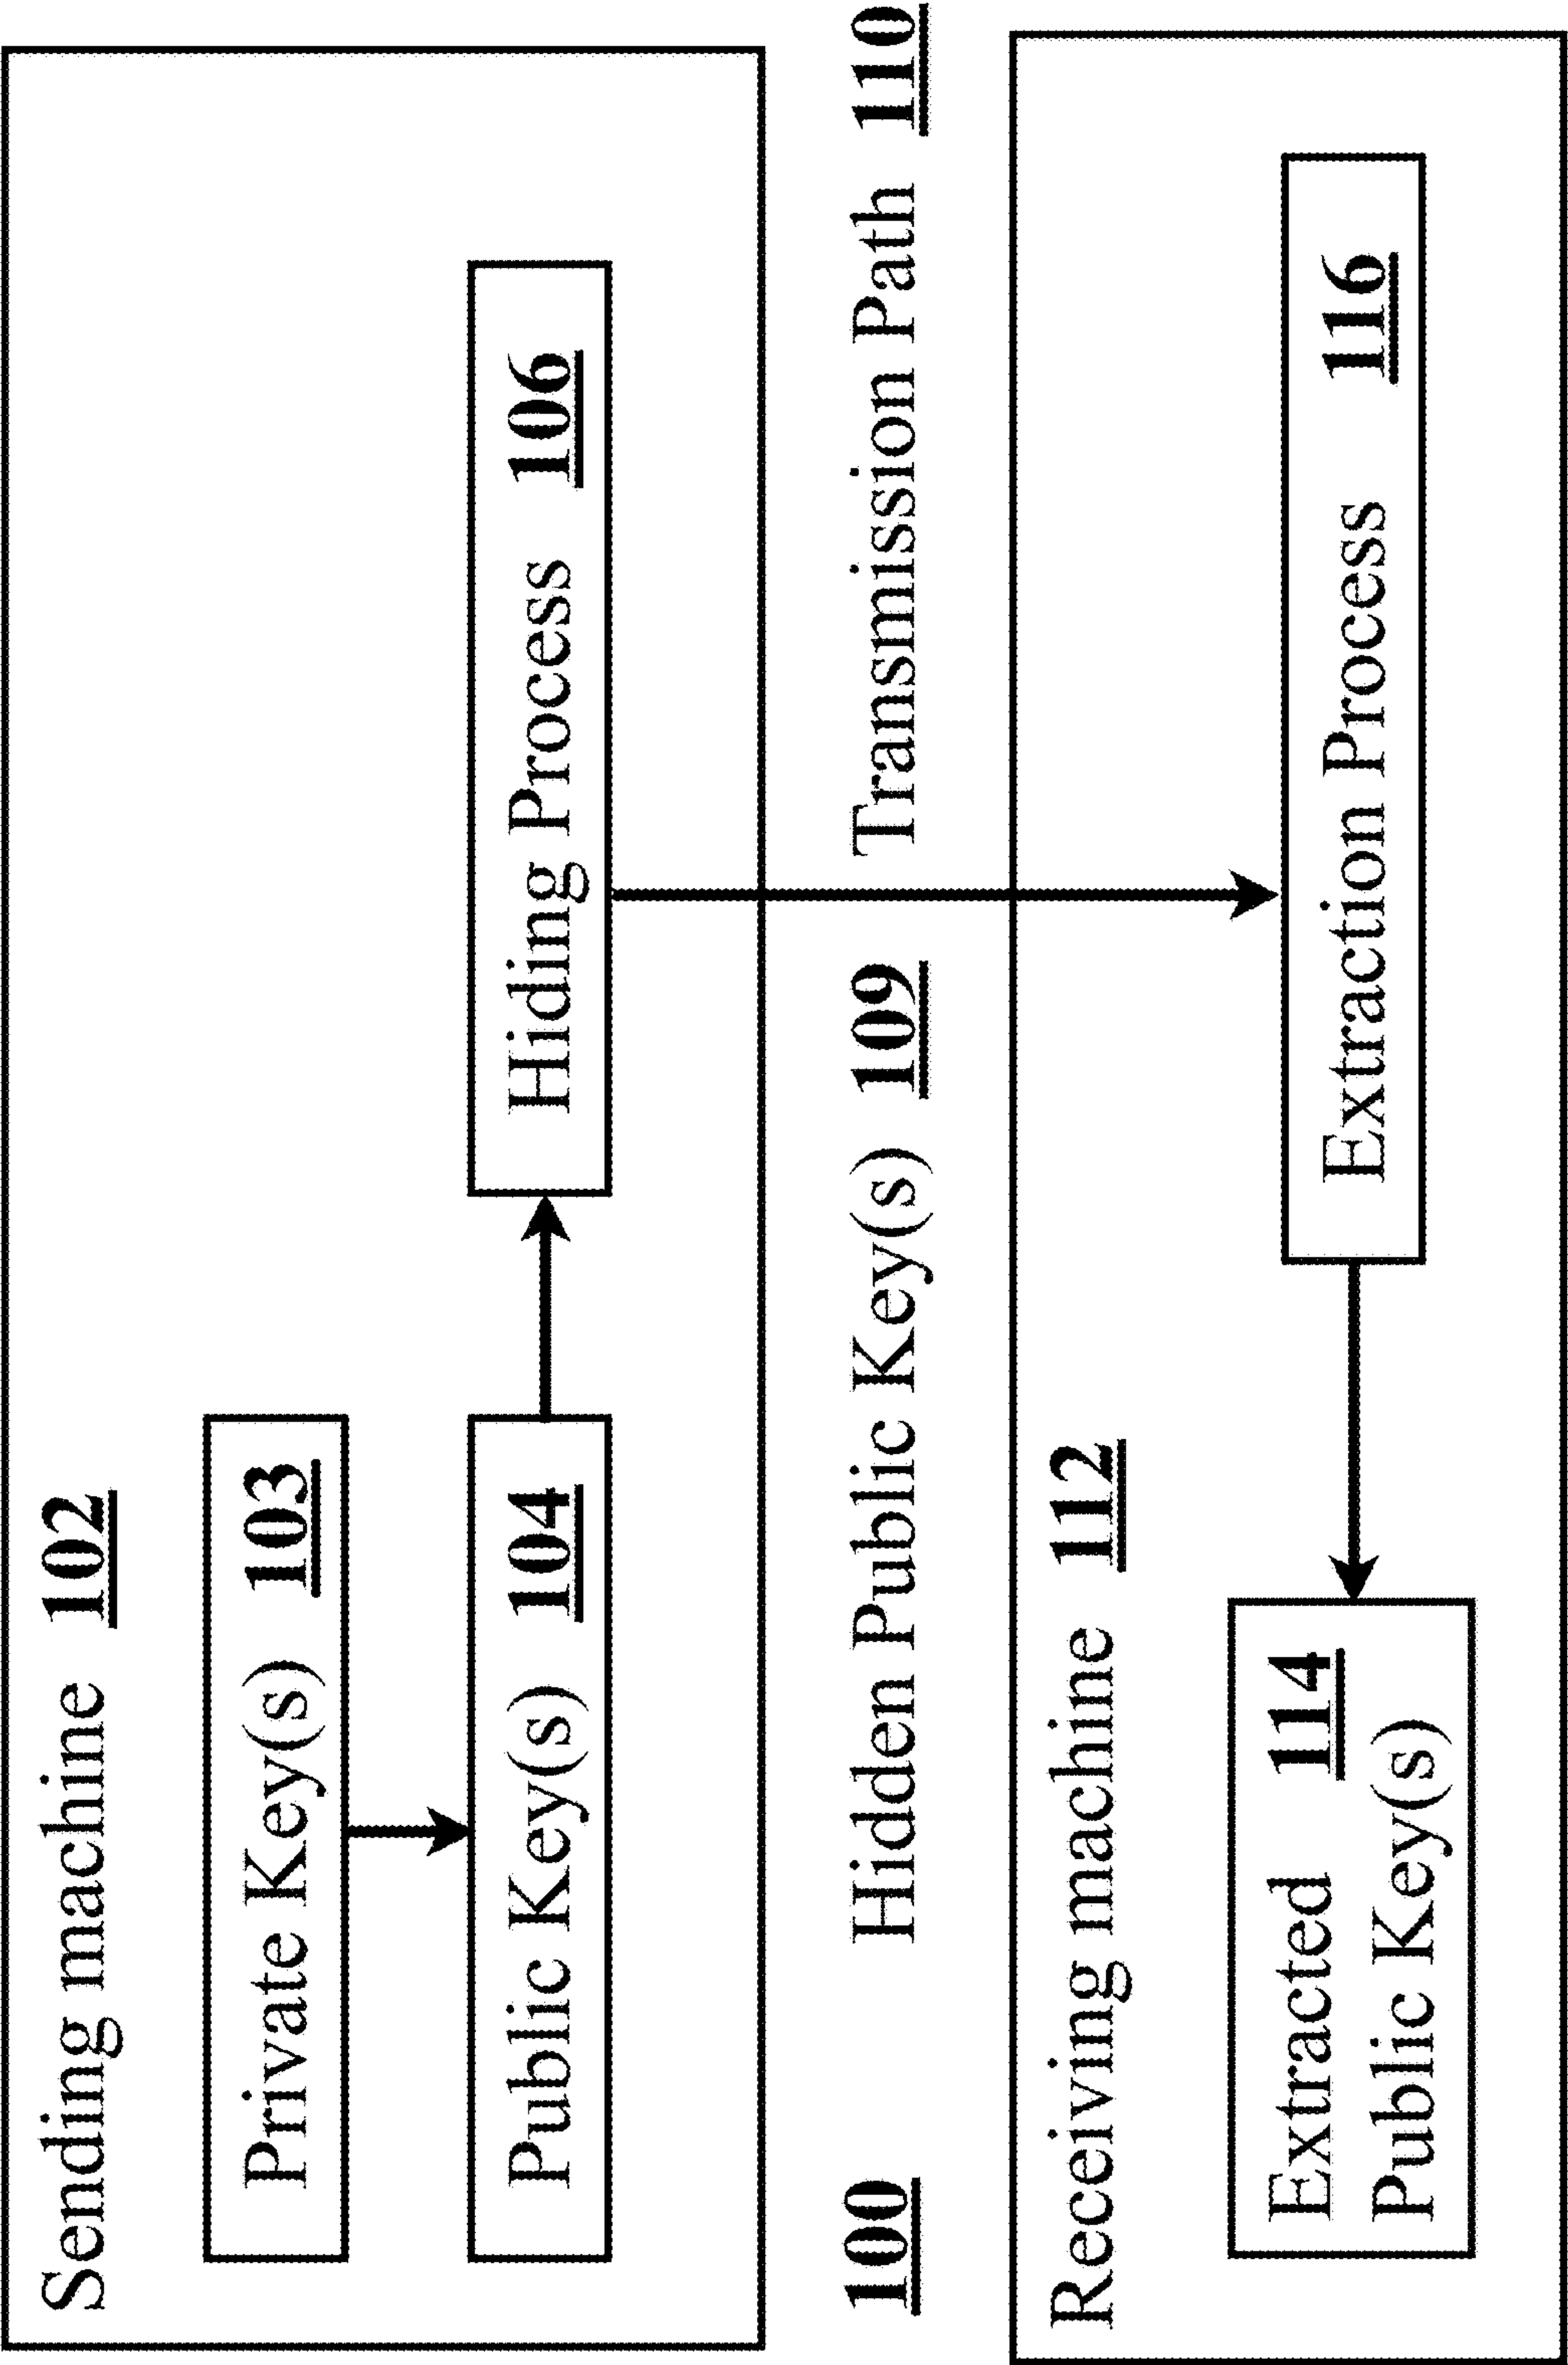 Sending machine 102
Private Key(s) 103
Public Key(s) 104
Hiding Process 106
100
Hidden Public Key(s) 109
Transmission Path 110
Receiving machine 112
Extracted 114
Public Key(s)
Extraction Process 116